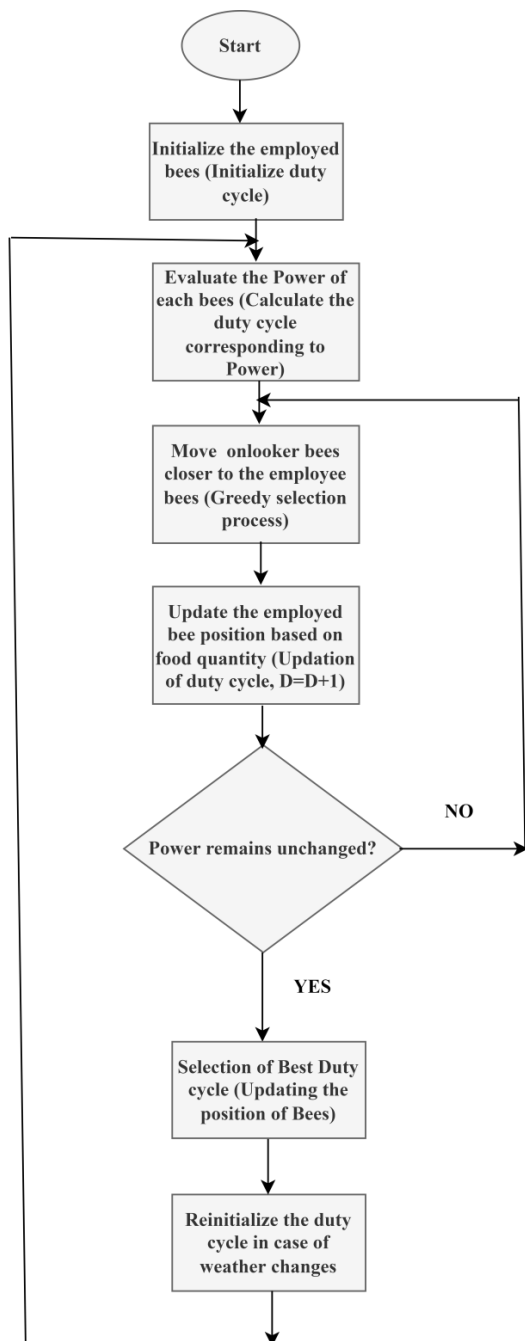 Start
Initialize the employed
bees (Initialize duty
cycle)
Evaluate the Power of
each bees (Calculate the
duty cycle
corresponding to
Power)
Move onlooker bees
closer to the employee
bees (Greedy selection
process)
Update the employed
bee position based on
food quantity (Updation
of duty cycle, D=D+1)
Power remains unchanged?
NO
YES
Selection of Best Duty
cycle (Updating the
position of Bees)
Reinitialize the duty
cycle in case of
weather changes